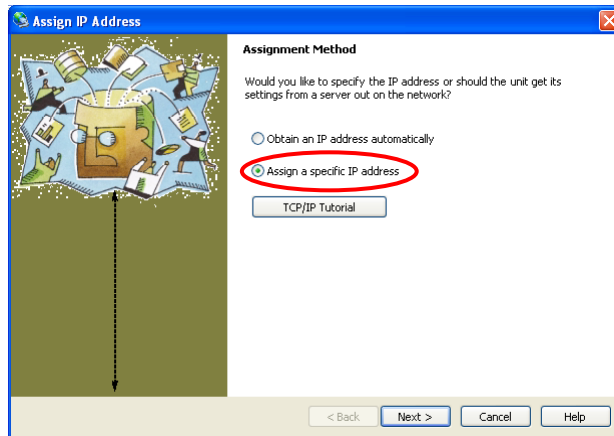 Assign IP Address
Assignment Method
Would you like to specify the IP address or should the unit get its
settings from a server out on the network?
Obtain an IP address automatically
Assign a specific IP address
TCP/IP Tutorial
< Back
Next >
Cancel
Help